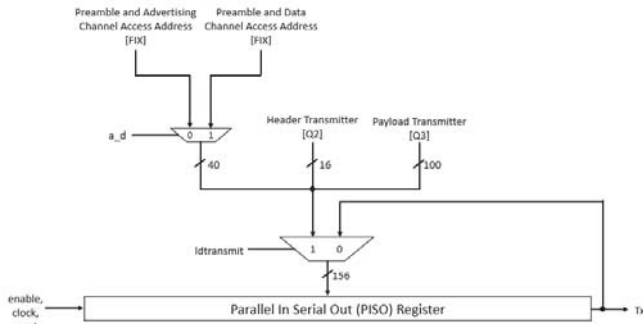 Preamble and Advertising
Channel Access Address
[FIX]
Preamble and Data
Channel Access Address
[FIX]
a_d
0 1
Header Transmitter
[Q2]
Payload Transmitter
[Q3]
40
16
100
ldtransmit
1 0
156
enable,
clock,
Parallel In Serial Out (PISO) Register
Tx